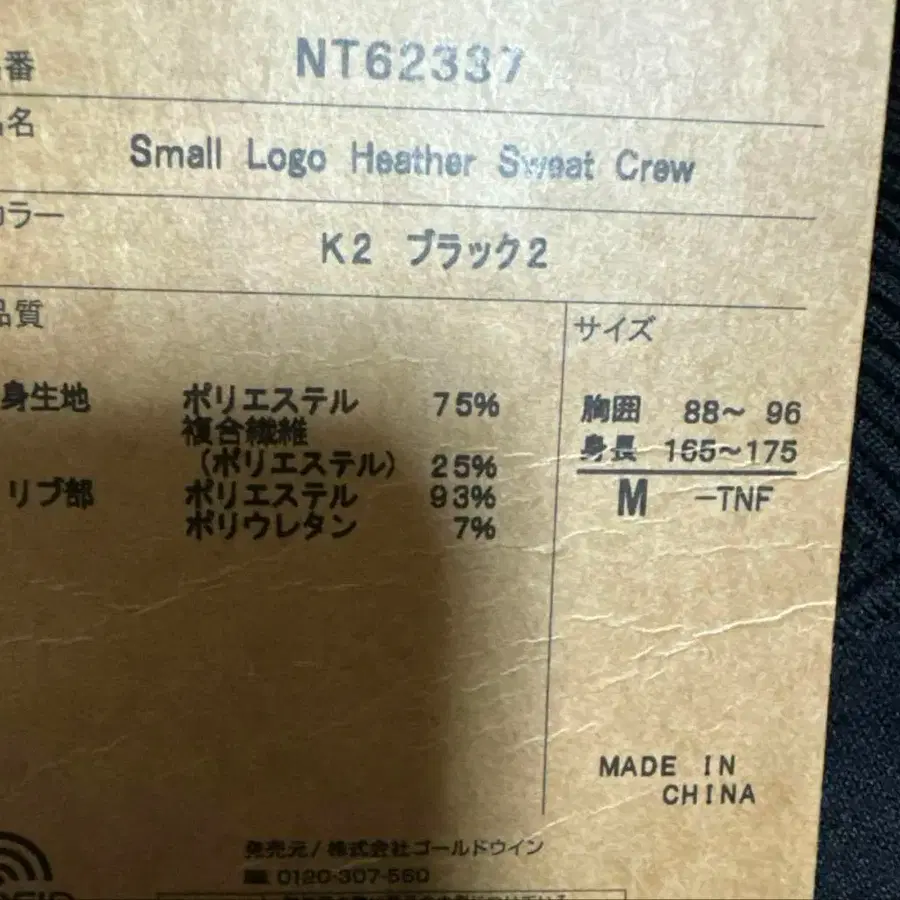 番 NT62337
名
Small Logo Heather Sweat Crew
カラー
K2 ブラック2
品質
サイズ
身生地 ポリエステル 75%
複合繊維
(ポリエステル) 25%
リブ部 ポリエステル 93%
ポリウレタン 7%
胸囲 88～ 96
身長 165～175
M -TNF
MADE IN
CHINA
発売元/株式会社ゴールドウイン
0120-307-560